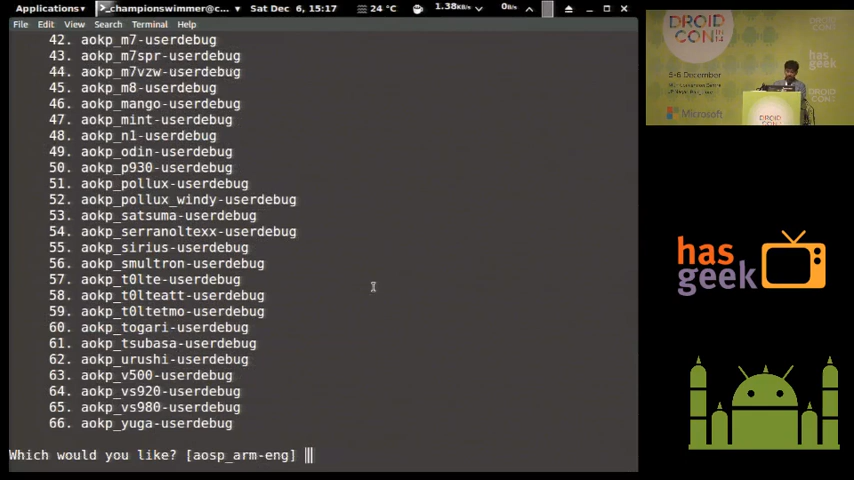 Applications
>_championswimmer@c...
Sat Dec 6, 15:17
24 °C
1.38KB/s
0B/s
File Edit View Search Terminal Help
42. aokp_m7-userdebug
43. aokp_m7spr-userdebug
44. aokp_m7vzw-userdebug
45. aokp_m8-userdebug
46. aokp_mango-userdebug
47. aokp_mint-userdebug
48. aokp_n1-userdebug
49. aokp_odin-userdebug
50. aokp_p930-userdebug
51. aokp_pollux-userdebug
52. aokp_pollux_windy-userdebug
53. aokp_satsuma-userdebug
54. aokp_serranoltexx-userdebug
55. aokp_sirius-userdebug
56. aokp_smultron-userdebug
57. aokp_t0lte-userdebug
58. aokp_t0lteatt-userdebug
59. aokp_t0ltetmo-userdebug
60. aokp_togari-userdebug
61. aokp_tsubasa-userdebug
62. aokp_urushi-userdebug
63. aokp_v500-userdebug
64. aokp_vs920-userdebug
65. aokp_vs980-userdebug
66. aokp_yuga-userdebug
Which would you like? [aosp_arm-eng]
DROID
CON
Microsoft
has
geek